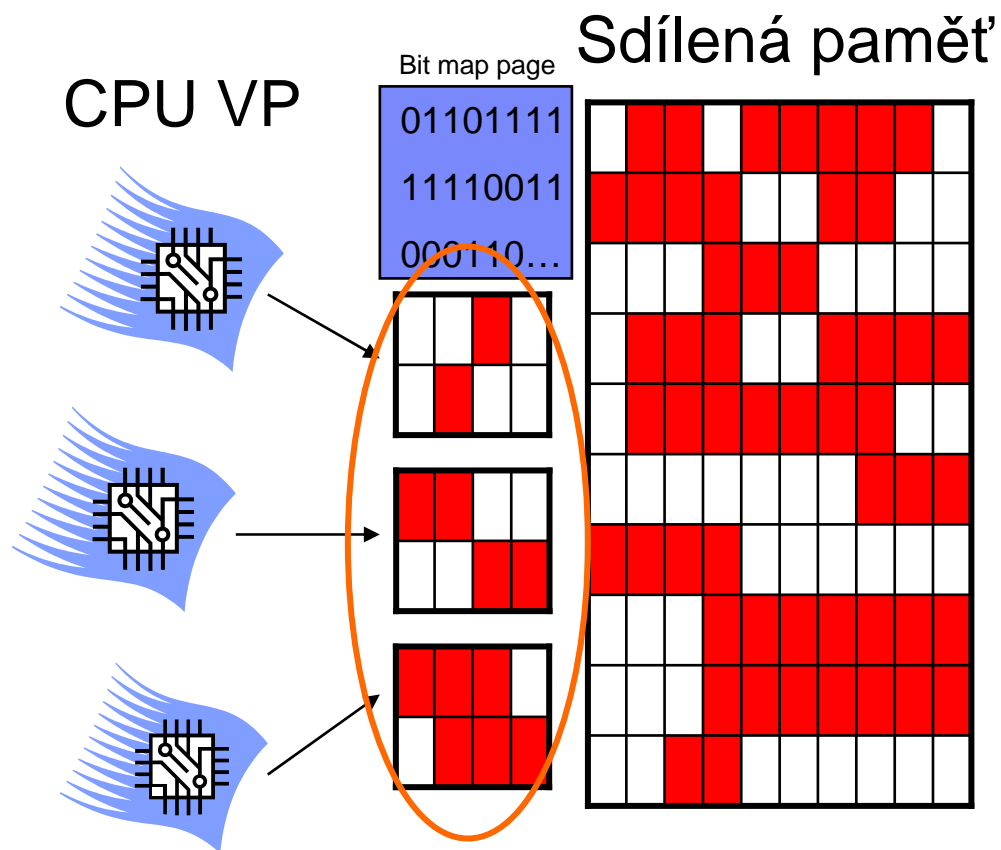 Sdílená paměť
Bit map page
CPU VP
01101111
11110011
000110…